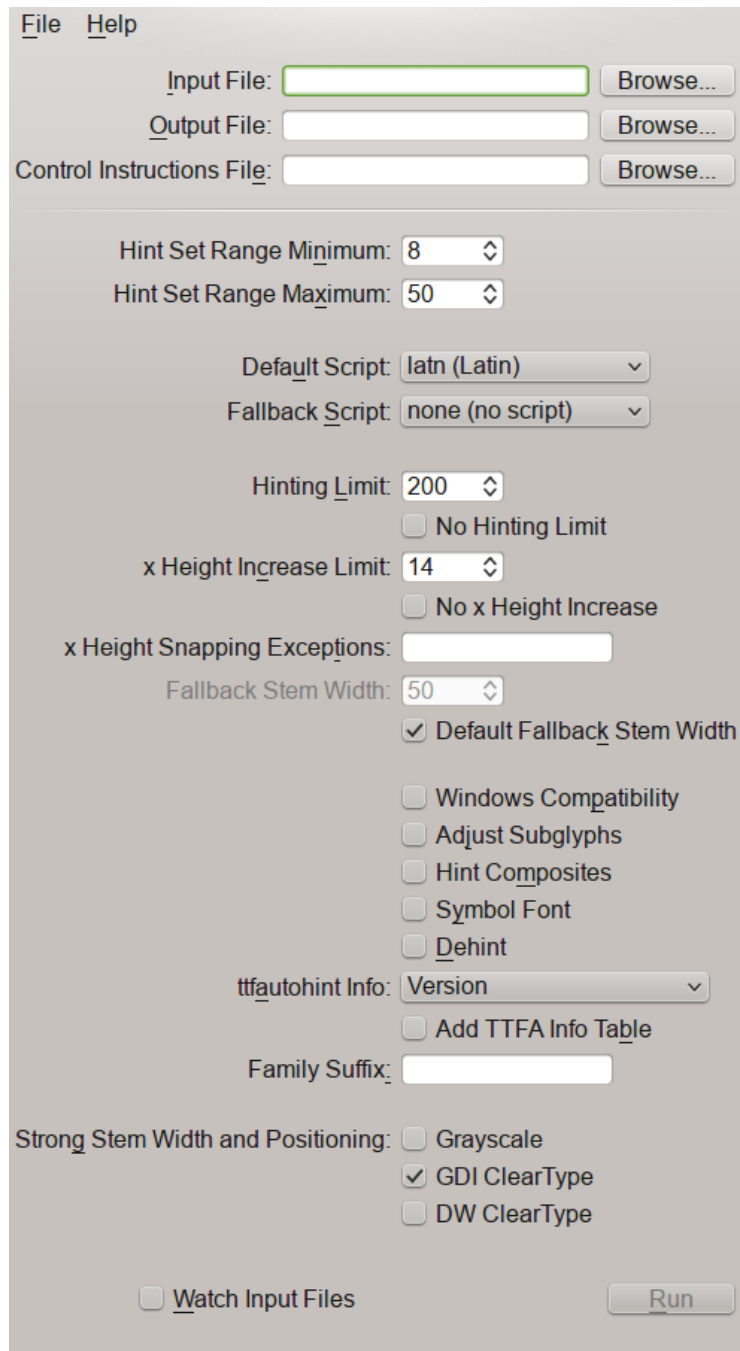 File Help
Input File: Browse...
Output File: Browse...
Control Instructions File: Browse...
Hint Set Range Minimum: 8
Hint Set Range Maximum: 50
Default Script: latn (Latin)
Fallback Script: none (no script)
Hinting Limit: 200
No Hinting Limit
x Height Increase Limit: 14
No x Height Increase
x Height Snapping Exceptions:
Fallback Stem Width: 50
Default Fallback Stem Width
Windows Compatibility
Adjust Subglyphs
Hint Composites
Symbol Font
Dehint
ttfautohint Info: Version
Add TTFA Info Table
Family Suffix:
Strong Stem Width and Positioning: Grayscale
GDI ClearType
DW ClearType
Watch Input Files Run